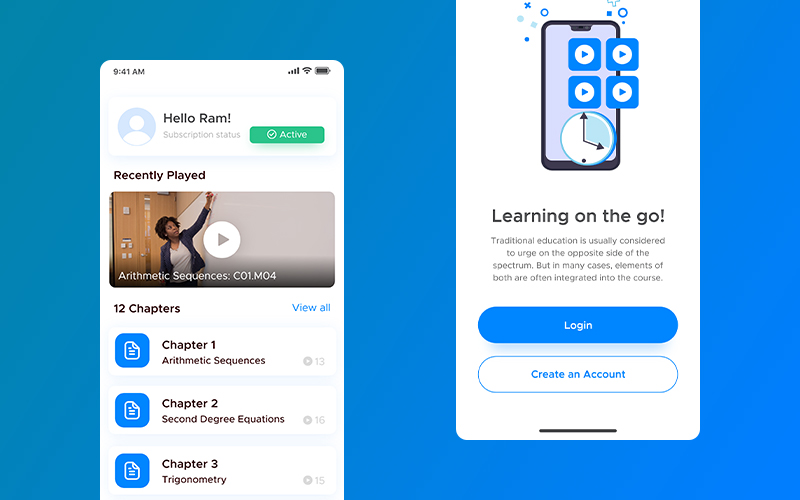 9:41 AM
Hello Ram!
Subscription status
Active
Recently Played
Arithmetic Sequences: C01.M04
12 Chapters
View all
Chapter 1
Arithmetic Sequences
13
Chapter 2
Second Degree Equations
16
Chapter 3
Trigonometry
15
Learning on the go!
Traditional education is usually considered
to urge on the opposite side of the
spectrum. But in many cases, elements of
both are often integrated into the course.
Login
Create an Account